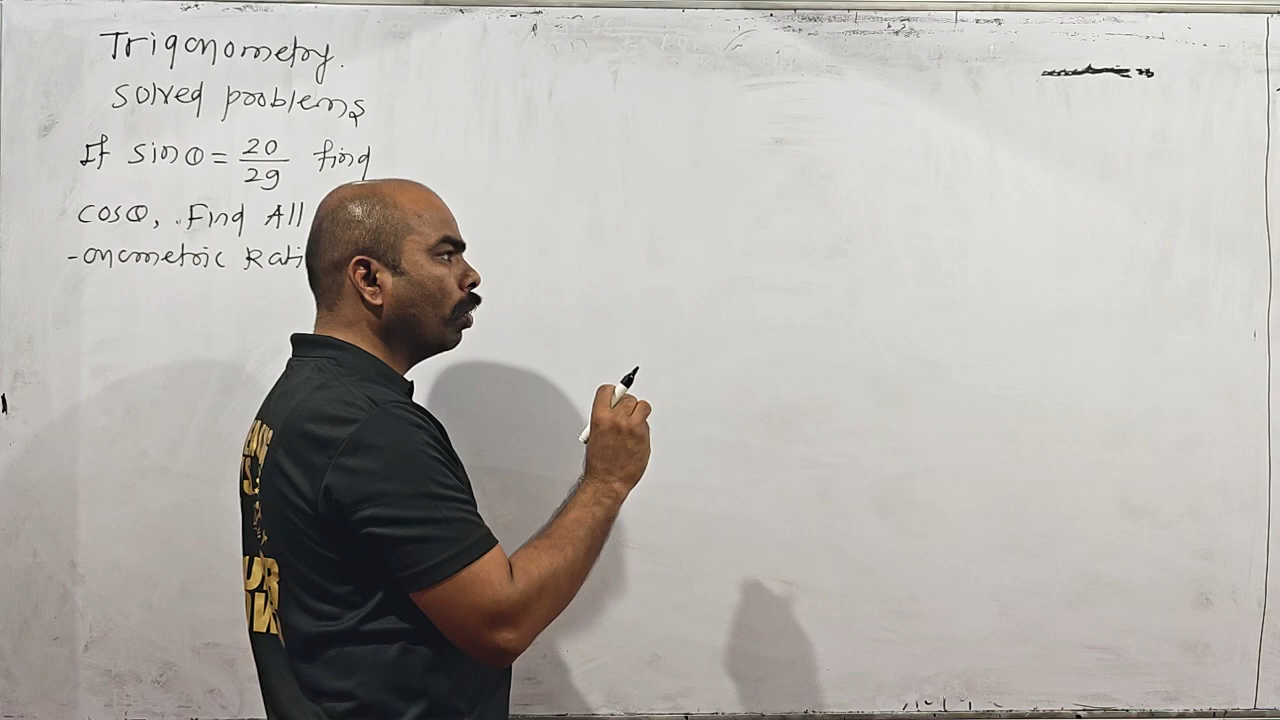 Trigonometry.
Solved problems
If sinθ = 20/29 find
cosθ, . Find All
-onometric Rati